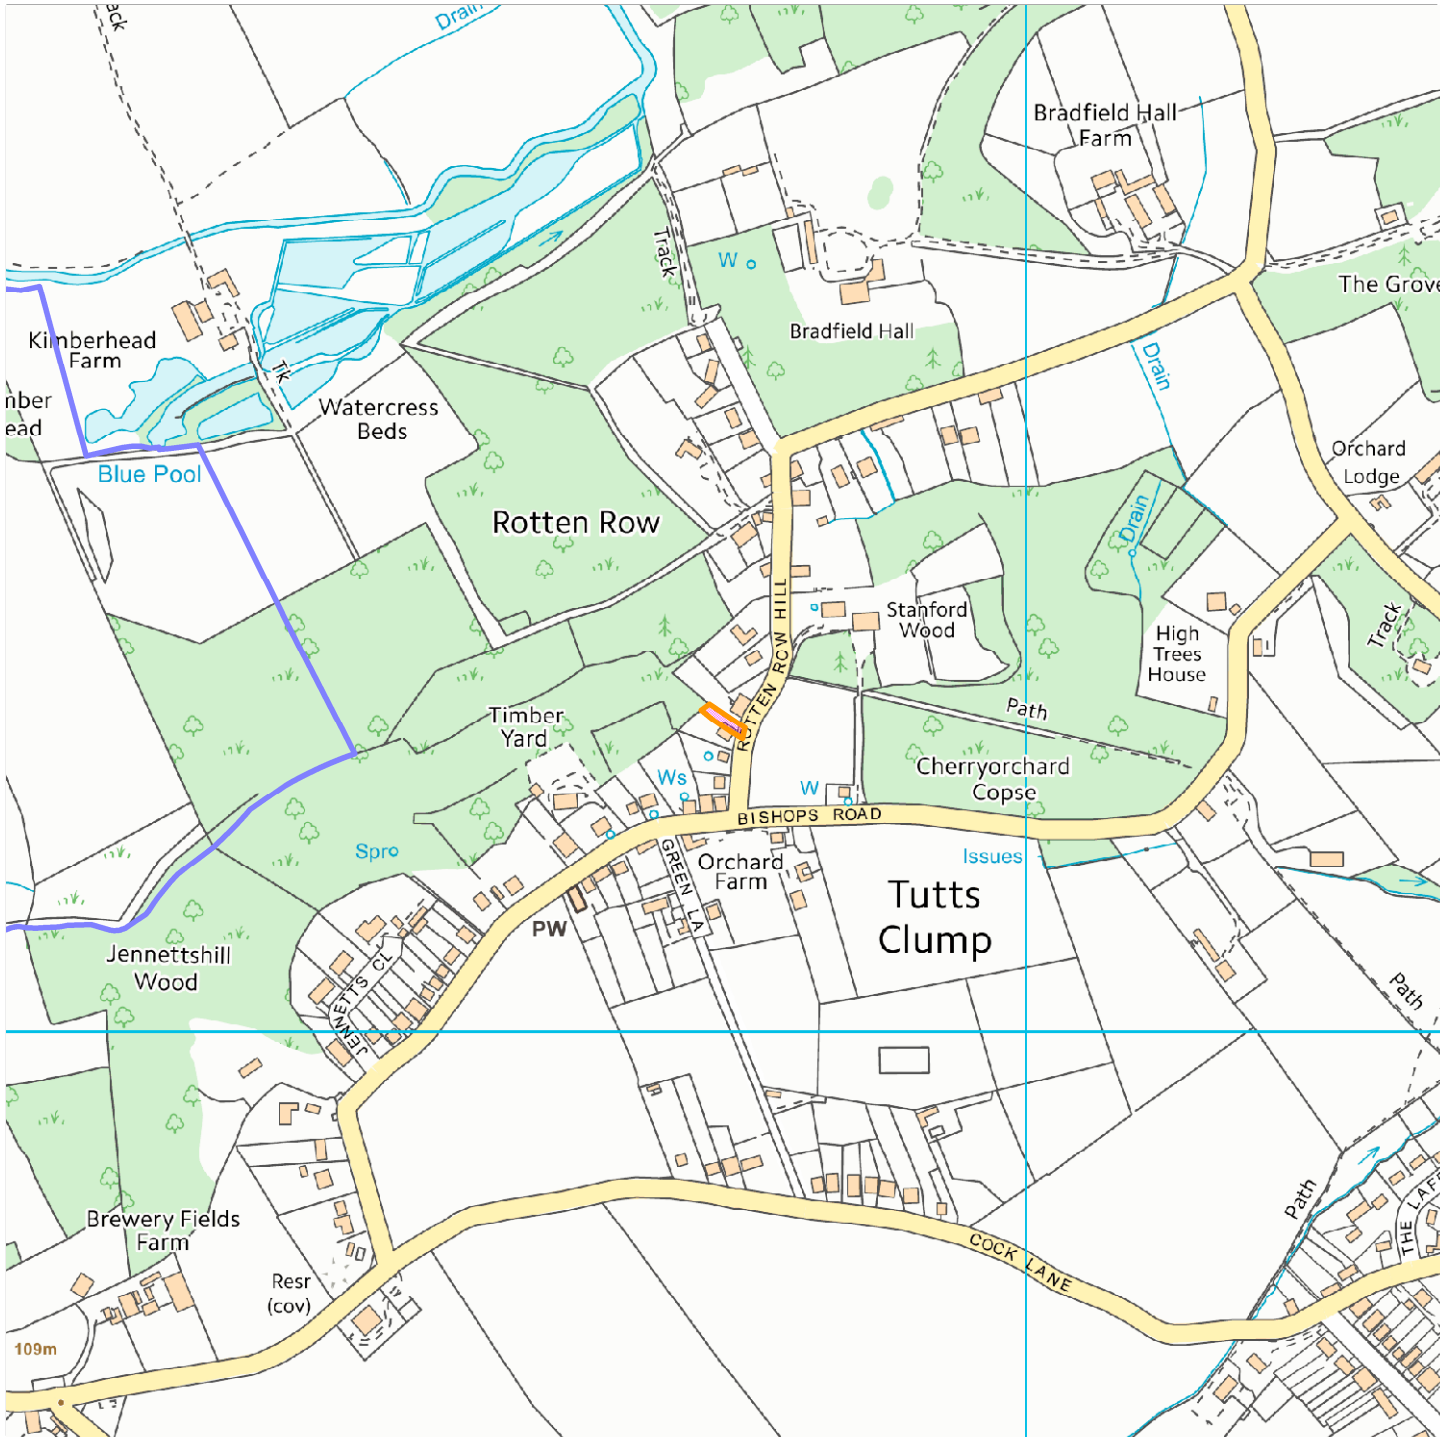 Drain
Bradfield Hall
Farm
Track
W
The Grove
Bradfield Hall
Kimberhead
Farm
Tk
Drain
Watercress
Beds
Orchard
Lodge
Blue Pool
Rotten Row
Drain
ROTTEN ROW HILL
Stanford
Wood
High
Trees
House
Track
Path
Timber
Yard
Cherryorchard
Copse
Ws
W
BISHOPS ROAD
Spr
Issues
GREEN LA
Orchard
Farm
Tutts
Clump
PW
Jennettshill
Wood
JENNETTS CL
Path
Path
Brewery Fields
Farm
THE LAF
COCK LANE
Resr
(cov)
109m